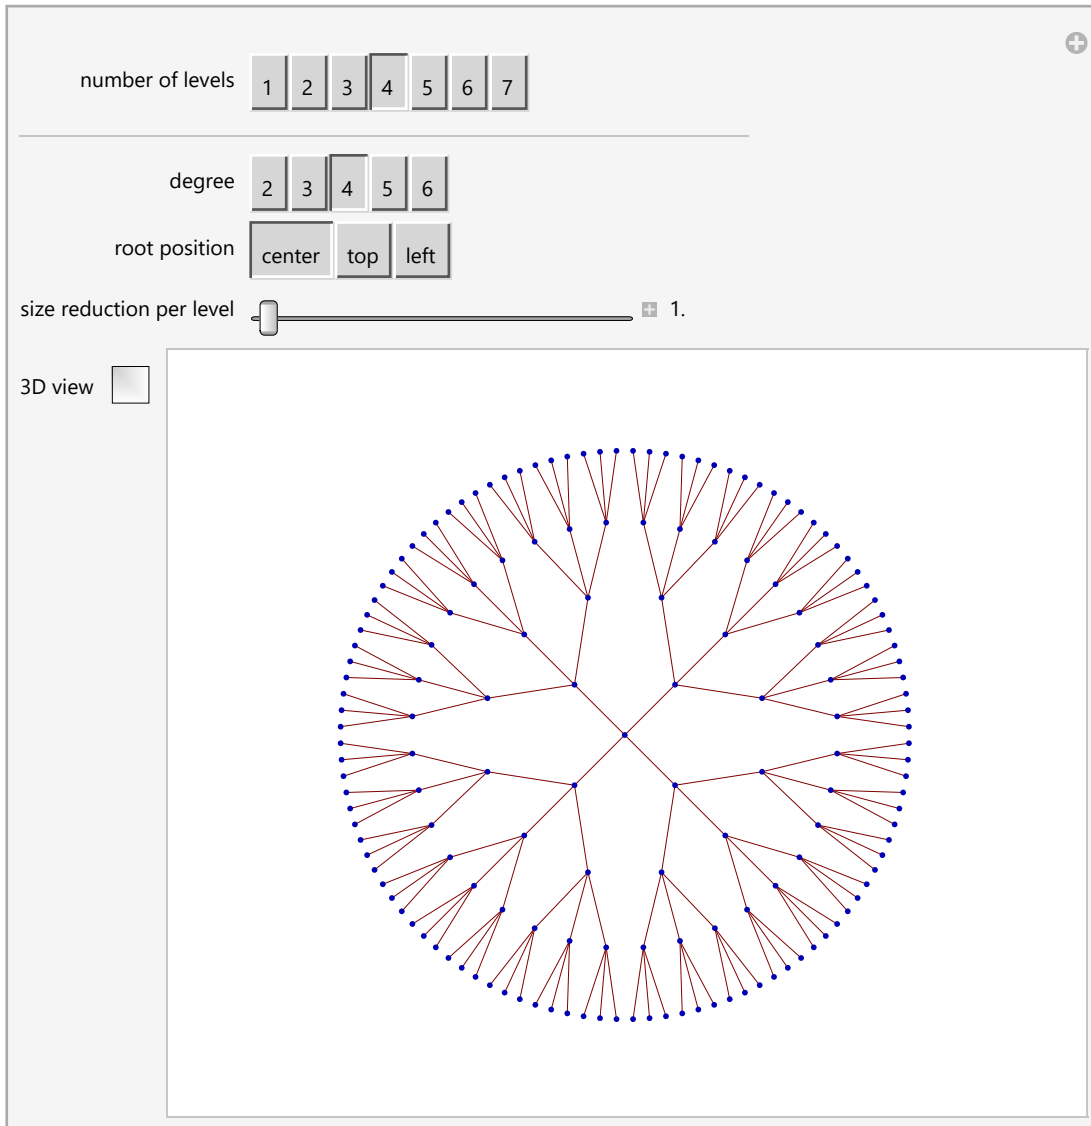 number of levels 1 2 3 4 5 6 7
degree 2 3 4 5 6
root position center top left
size reduction per level 1.
3D view